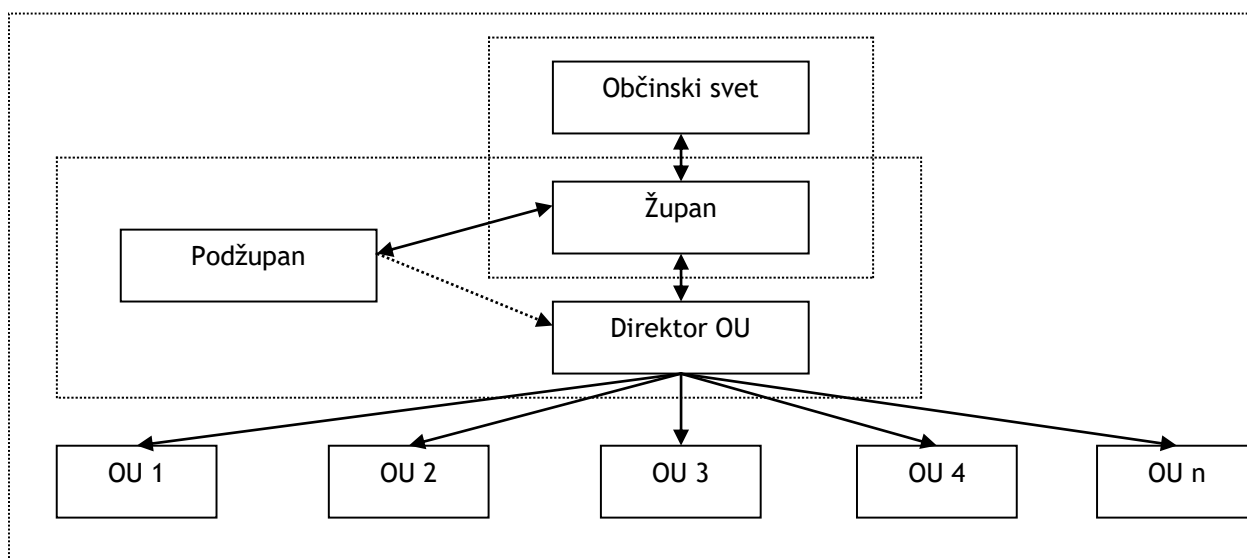 Občinski svet
Župan
Podžupan
Direktor OU
OU 1
OU 2
OU 3
OU 4
OU n